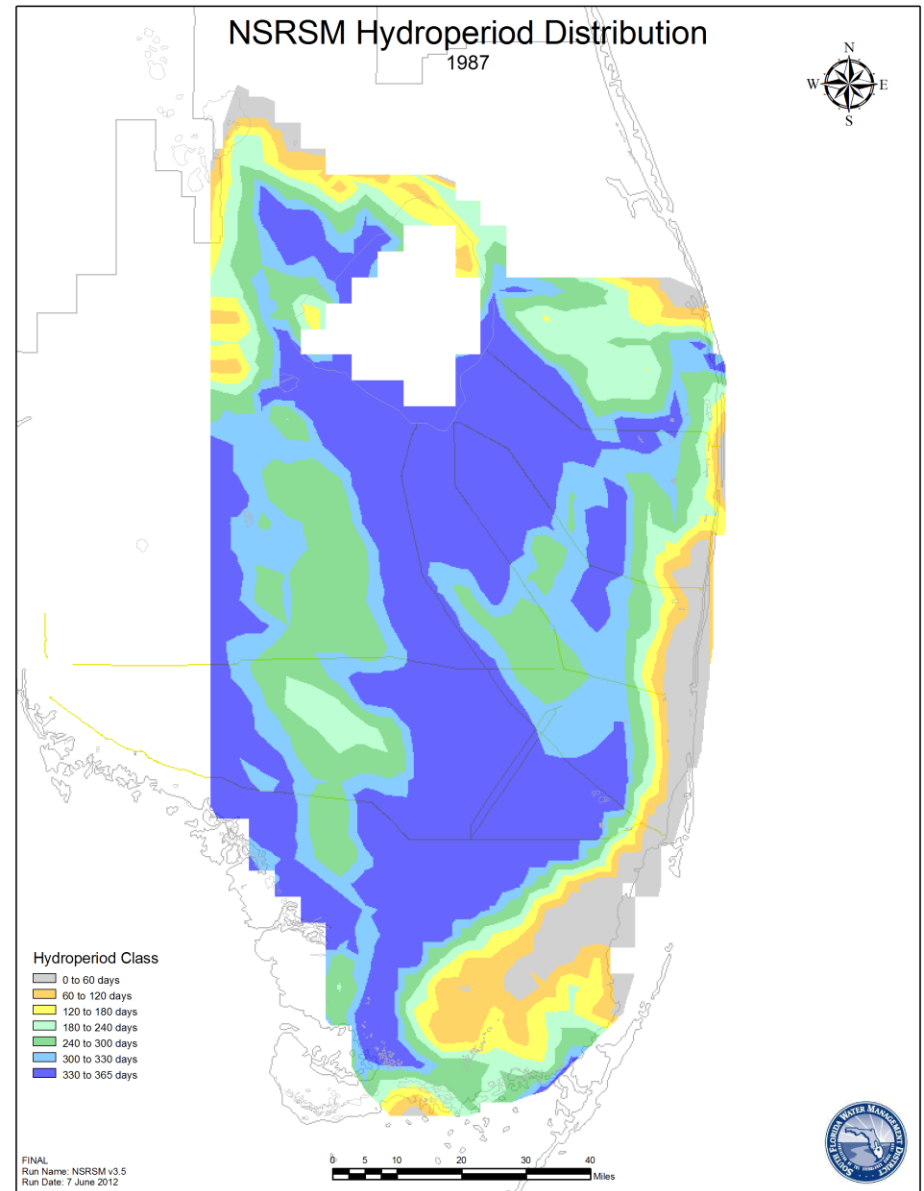 NSRSM Hydroperiod Distribution
1987
N
W E
S
Hydroperiod Class
0 to 60 days
60 to 120 days
120 to 180 days
180 to 240 days
240 to 300 days
300 to 330 days
330 to 365 days
FINAL
Run Name: NSRSM v3.5
Run Date: 7 June 2012
0 5 10 20 30 40
Miles
SOUTH FLORIDA WATER MANAGEMENT DISTRICT